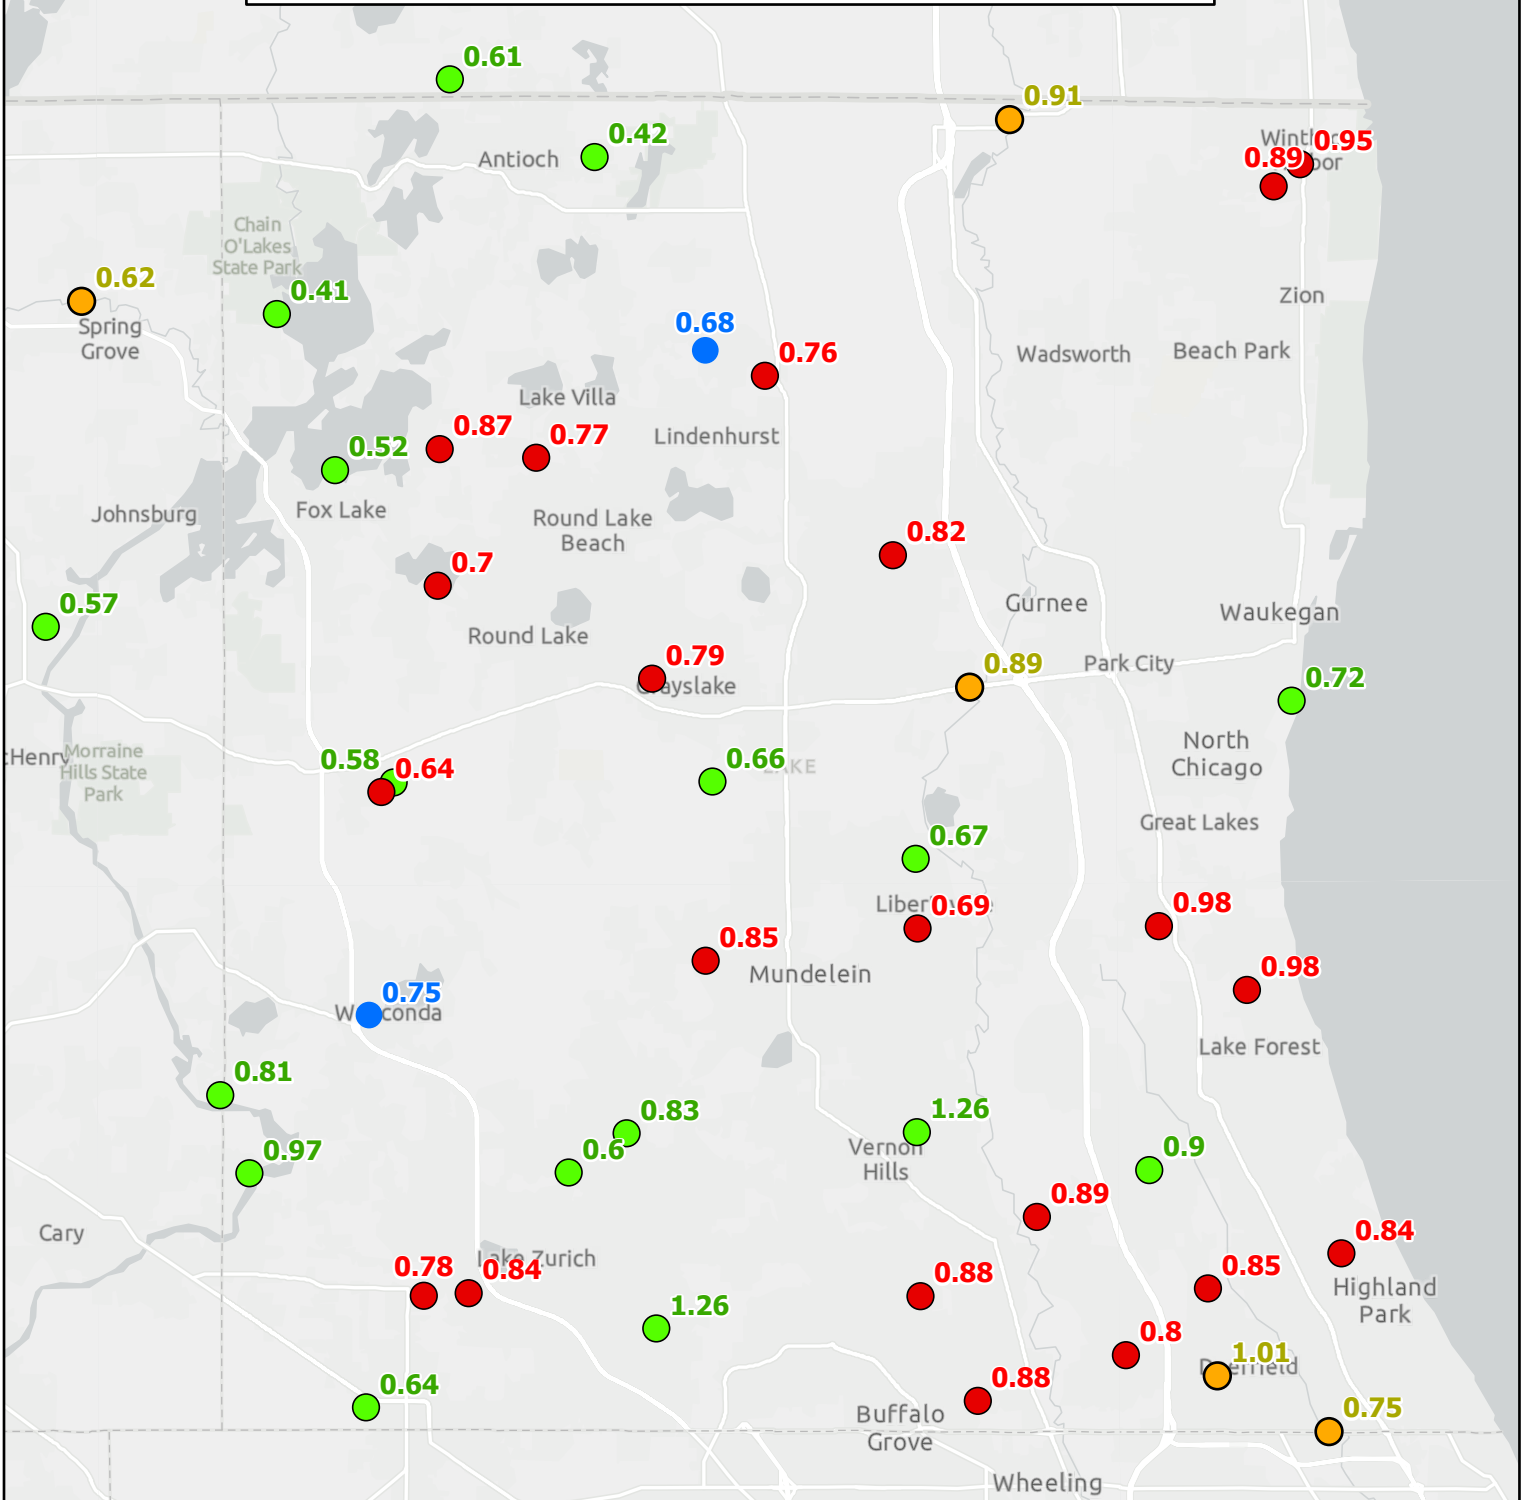 0.61
0.91
0.42
0.95
Antioch
0.89
Chain
O'Lakes
State Park
0.62
0.41
Zion
Spring
Grove
0.68
0.76
Wadsworth
Beach Park
Lake Villa
0.87
0.77
Lindenhurst
0.52
Fox Lake
Johnsburg
Round Lake
Beach
0.82
0.7
0.57
Gurnee
Waukegan
Round Lake
0.79
0.89
Park City
Grayslake
0.72
North
Chicago
Morraine
Hills State
Park
0.58
0.64
0.66
LAKE
Great Lakes
0.67
0.69
0.98
0.85
Mundelein
0.98
0.75
Lake Forest
0.81
0.83
1.26
0.97
0.6
Vernon
Hills
0.9
0.89
Cary
0.84
Lake Zurich
0.78
0.84
0.88
0.85
Highland
Park
1.26
0.8
1.01
Deerfield
0.64
0.88
0.75
Buffalo
Grove
Wheeling